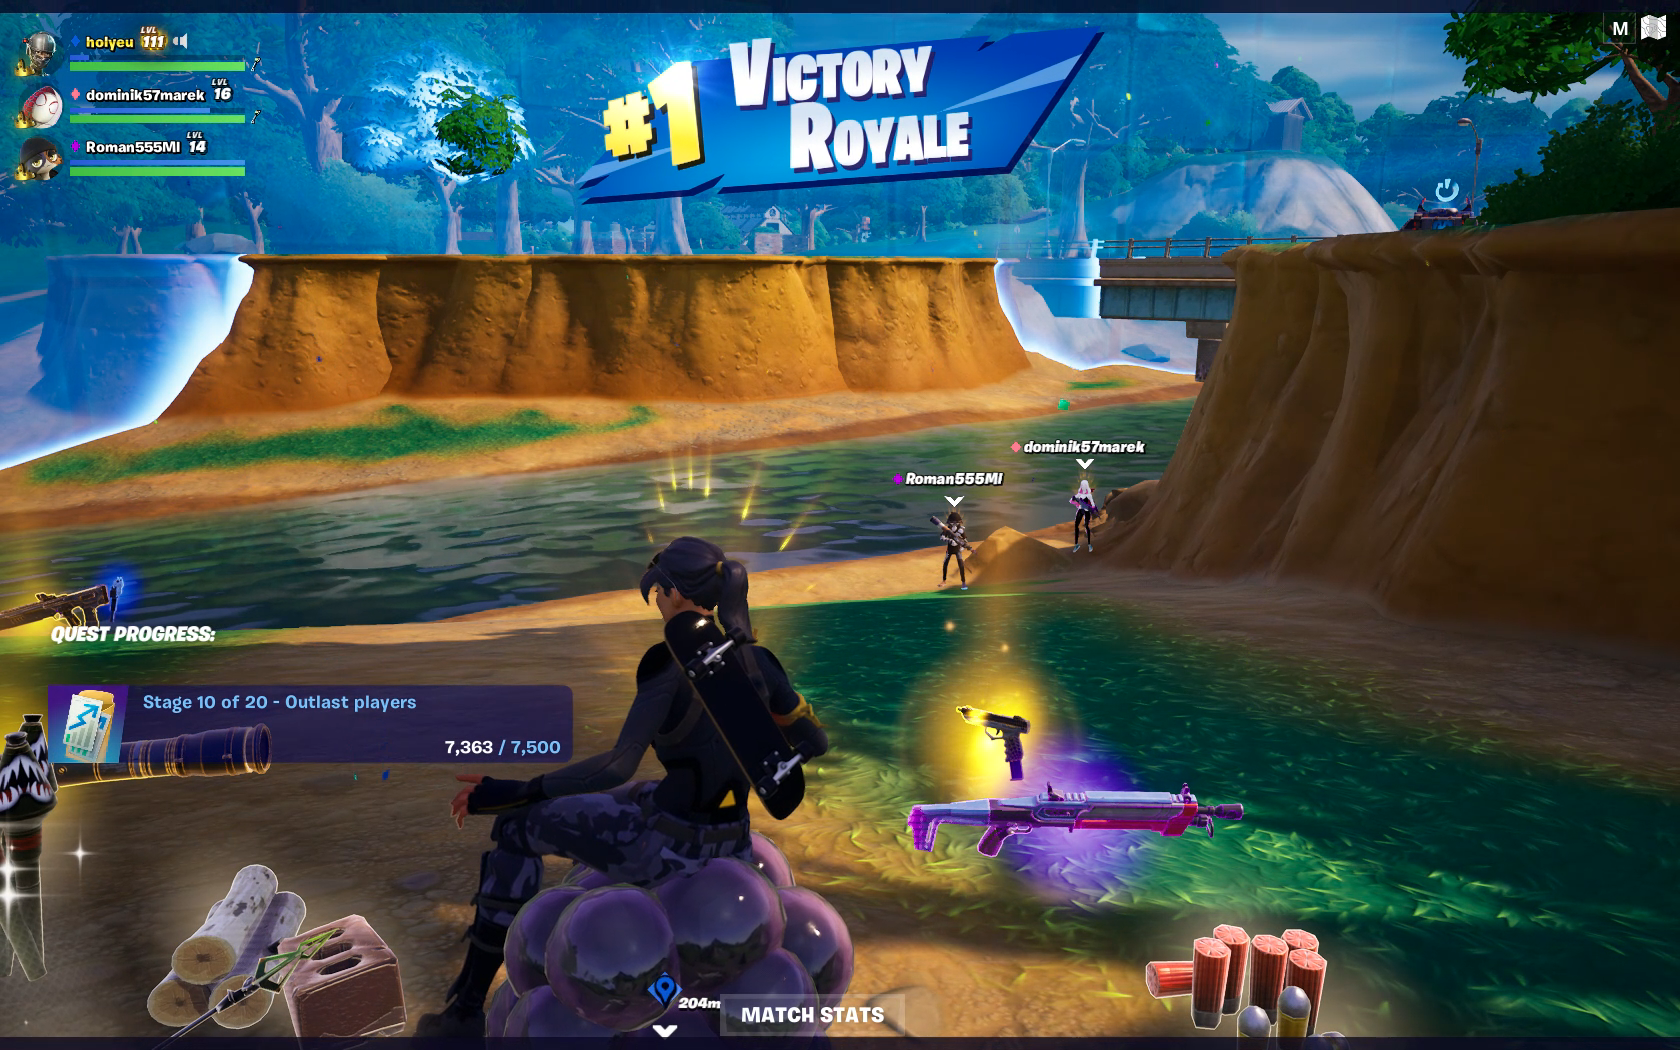 holyeu LVL 111
dominik57marek LVL 16
Roman555MI LVL 14
#1 VICTORY
ROYALE
M
dominik57marek
Roman555MI
QUEST PROGRESS:
Stage 10 of 20 - Outlast players
7,363 / 7,500
204m
MATCH STATS